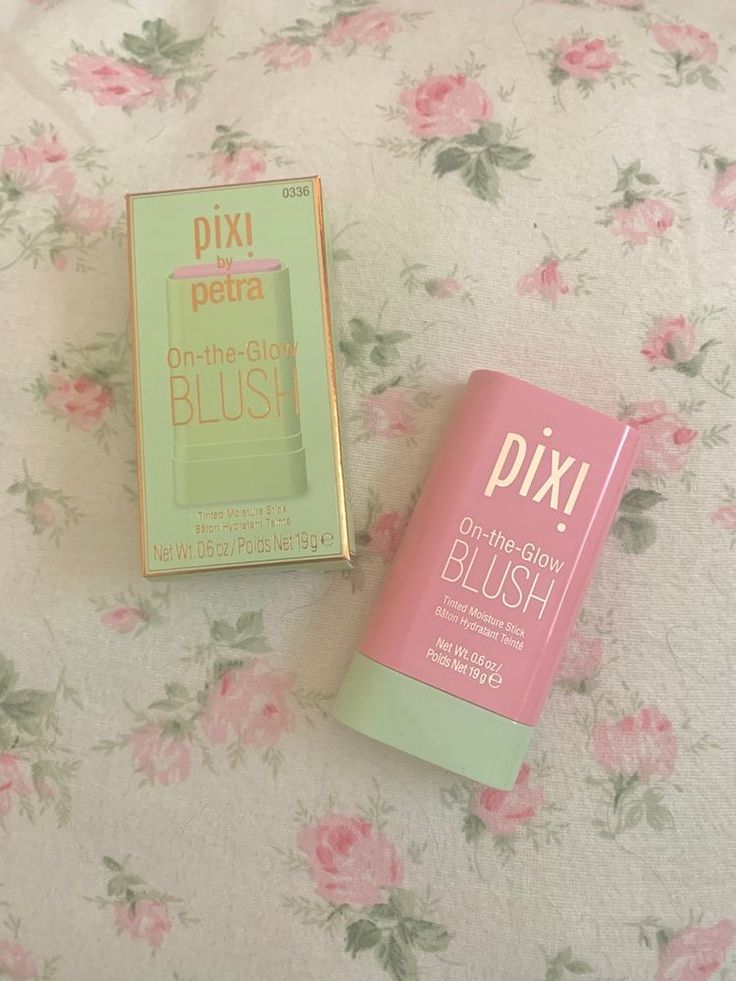 0336
pixi
by
petra
On-the-Glow
BLUSH
Tinted Moisture Stick
Bâton Hydratant Teinté
Net Wt. 0.6 oz/Poids Net 19 g e
pixi
On-the-Glow
BLUSH
Tinted Moisture Stick
Bâton Hydratant Teinté
Net Wt. 0.6 oz/
Poids Net 19 g e